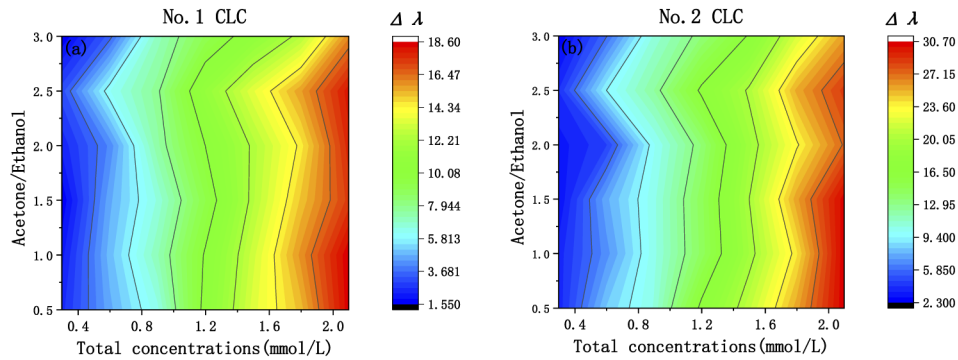 No.1 CLC
Δ λ
(a)
3.0
2.5
2.0
1.5
1.0
0.5
Acetone/Ethanol
0.4 0.8 1.2 1.6 2.0
Total concentrations(mmol/L)
18.60
16.47
14.34
12.21
10.08
7.944
5.813
3.681
1.550
No.2 CLC
Δ λ
(b)
3.0
2.5
2.0
1.5
1.0
0.5
Acetone/Ethanol
0.4 0.8 1.2 1.6 2.0
Total concentrations(mmol/L)
30.70
27.15
23.60
20.05
16.50
12.95
9.400
5.850
2.300